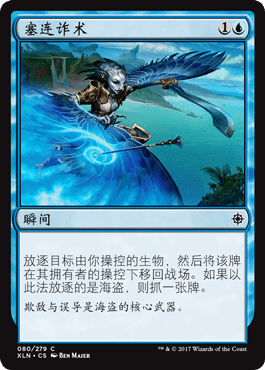 塞连诈术 1
瞬间
放逐目标由你操控的生物，然后将该牌
在其拥有者的操控下移回战场。如果以
此法放逐的是海盗，则抓一张牌。
欺敌与误导是海盗的核心武器。
080/279 C
XLN • CS Ben Maier
™ & © 2017 Wizards of the Coast